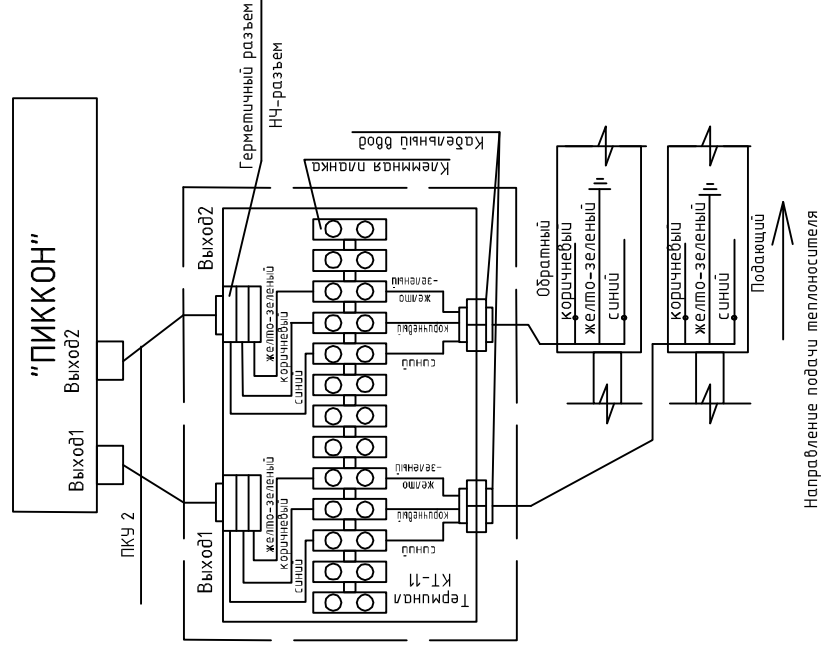 "ПИККОН"
Выход2
Выход1
ПКУ 2
Герметичный разъем
НЧ-разъем
Кабельный ввод
Клеммная планка
Выход2
желто-зеленый
коричневый
синий
желто
-зеленый
коричневый
синий
Выход1
желто-зеленый
коричневый
синий
желто
-зеленый
коричневый
синий
Терминал
КТ-11
Обратный
коричневый
желто-зеленый
синий
коричневый
желто-зеленый
синий
Подающий
Направление подачи теплоносителя